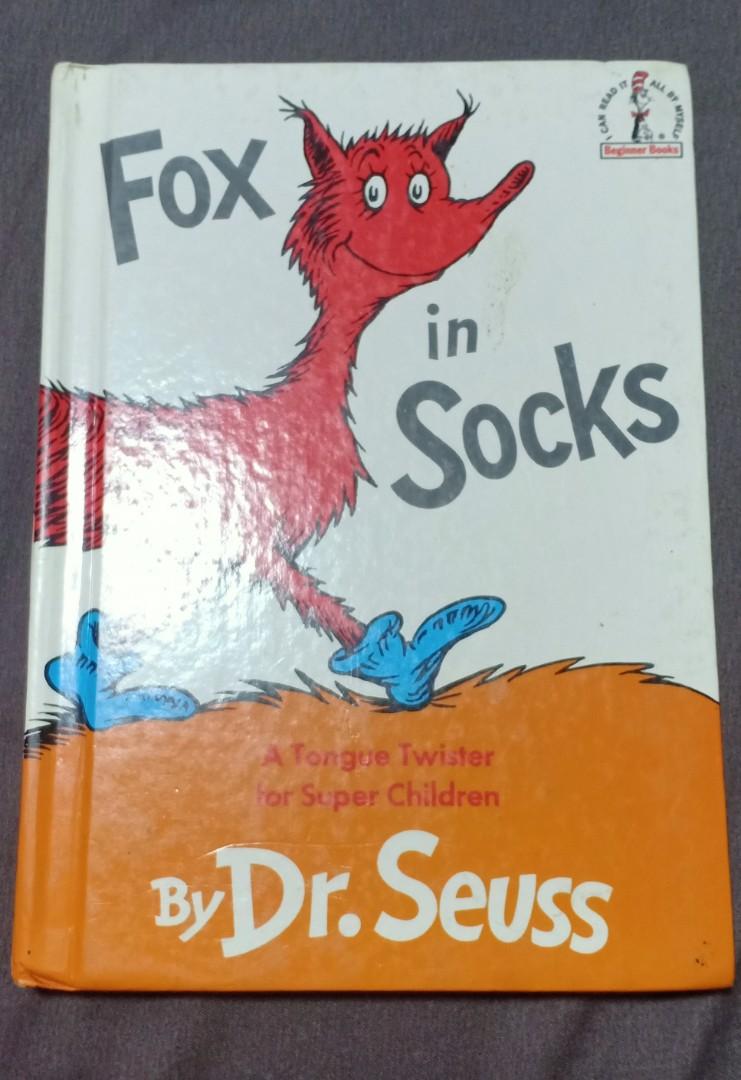 I CAN READ IT ALL BY MYSELF
Beginner Books
Fox
in
Socks
A Tongue Twister
for Super Children
By Dr. Seuss